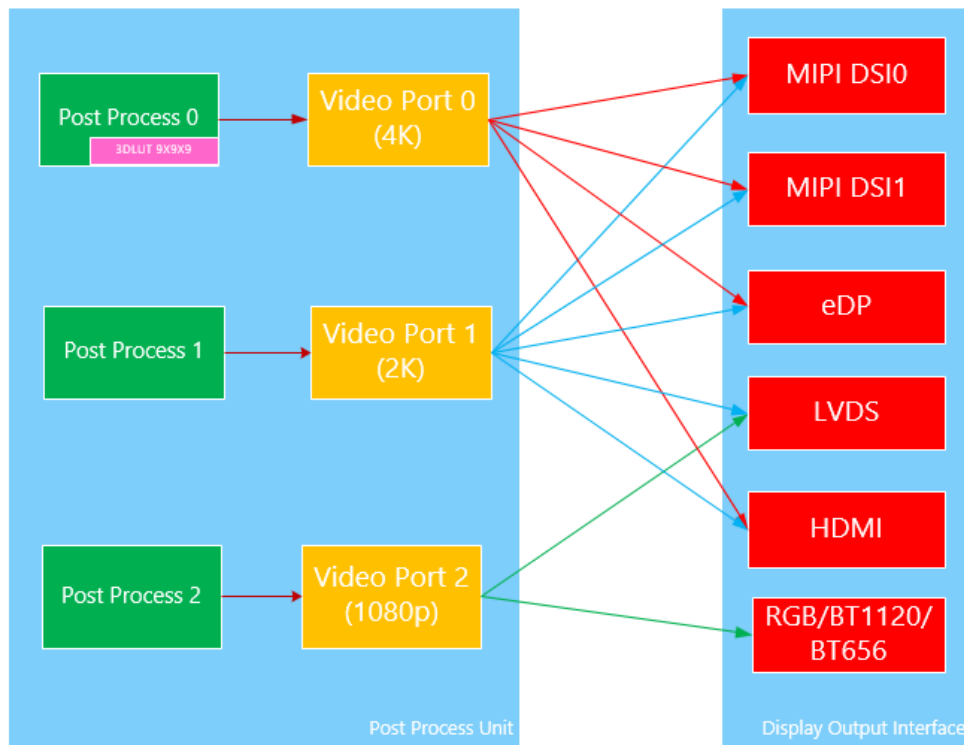 Post Process 0
3DLUT 9X9X9
Video Port 0
(4K)
MIPI DSI0
MIPI DSI1
eDP
Post Process 1
Video Port 1
(2K)
LVDS
HDMI
Post Process 2
Video Port 2
(1080p)
RGB/BT1120/
BT656
Post Process Unit
Display Output Interface